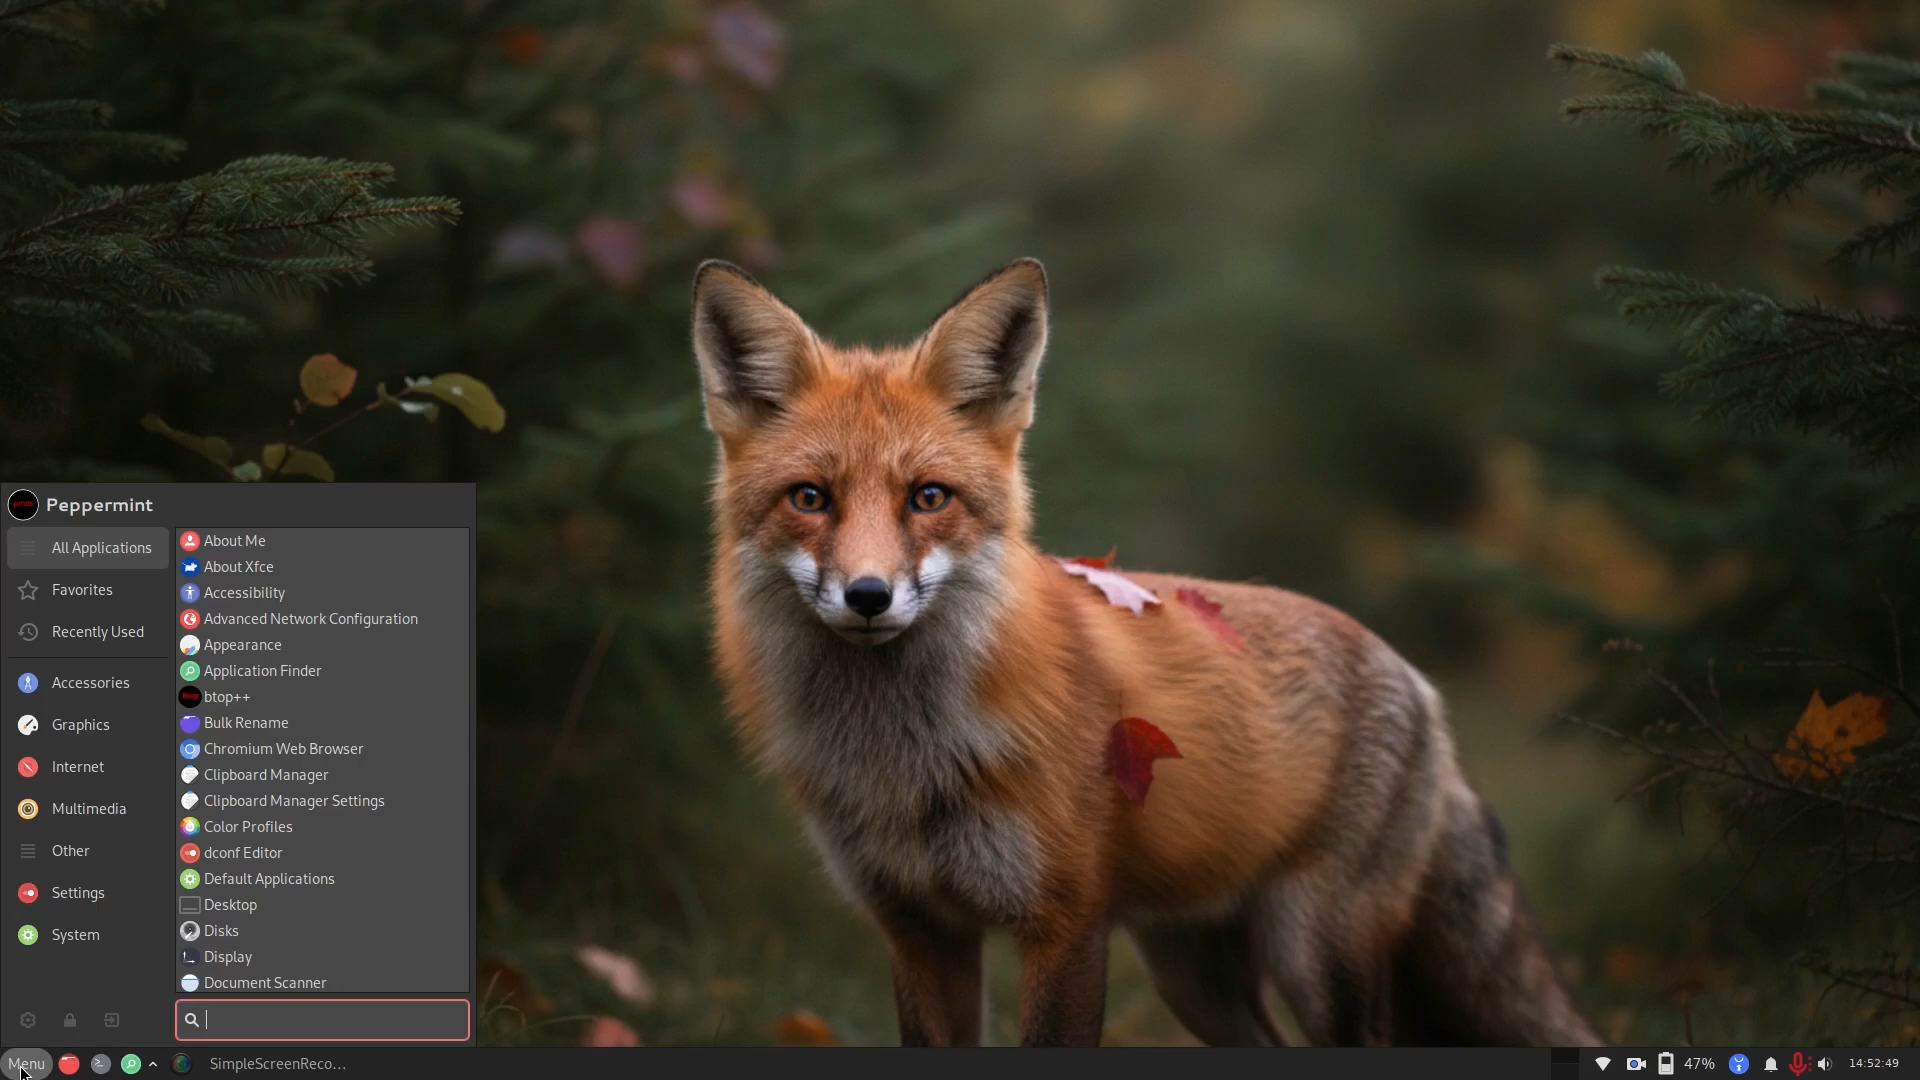 Peppermint
All Applications
Favorites
Recently Used
Accessories
Graphics
Internet
Multimedia
Other
Settings
System
About Me
About Xfce
Accessibility
Advanced Network Configuration
Appearance
Application Finder
btop++
Bulk Rename
Chromium Web Browser
Clipboard Manager
Clipboard Manager Settings
Color Profiles
dconf Editor
Default Applications
Desktop
Disks
Display
Document Scanner
Menu
SimpleScreenReco...
47%
14:52:49